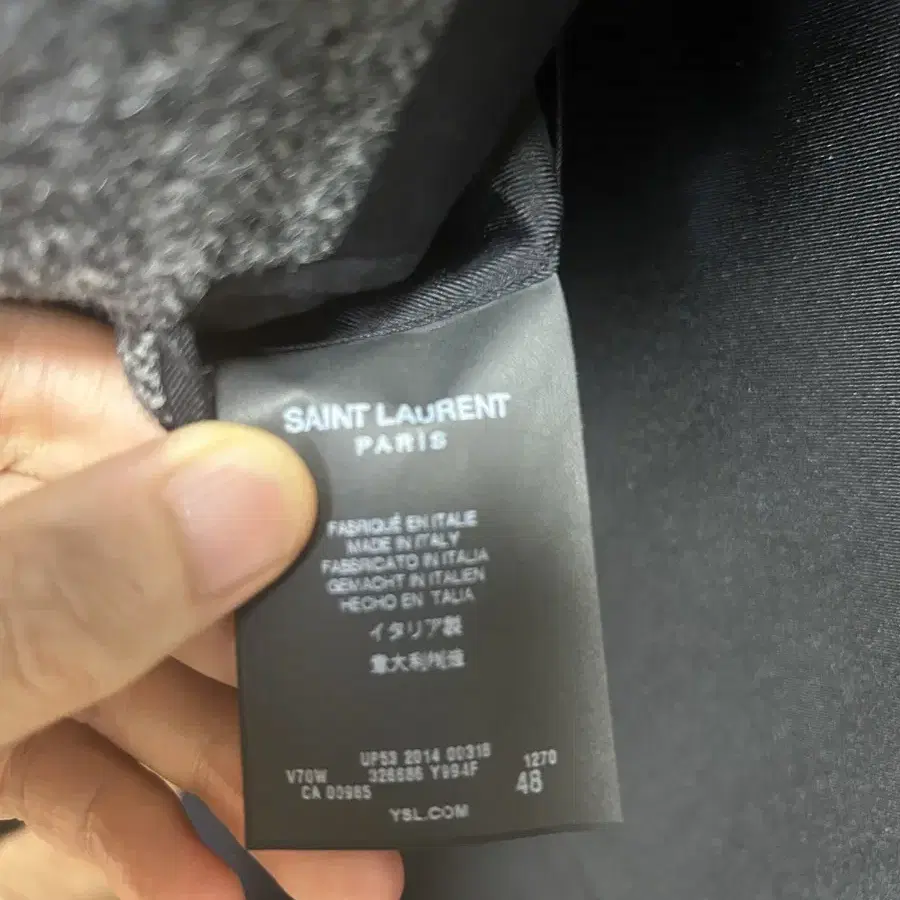 SAINT LAURENT
PARIS
FABRIQUÉ EN ITALIE
MADE IN ITALY
FABBRICATO IN ITALIA
GEMACHT IN ITALIEN
HECHO EN ITALIA
イタリア製
意大利制造
UP53 2014 00318 1270
V70W 326686 Y994F 48
CA 00985
YSL.COM